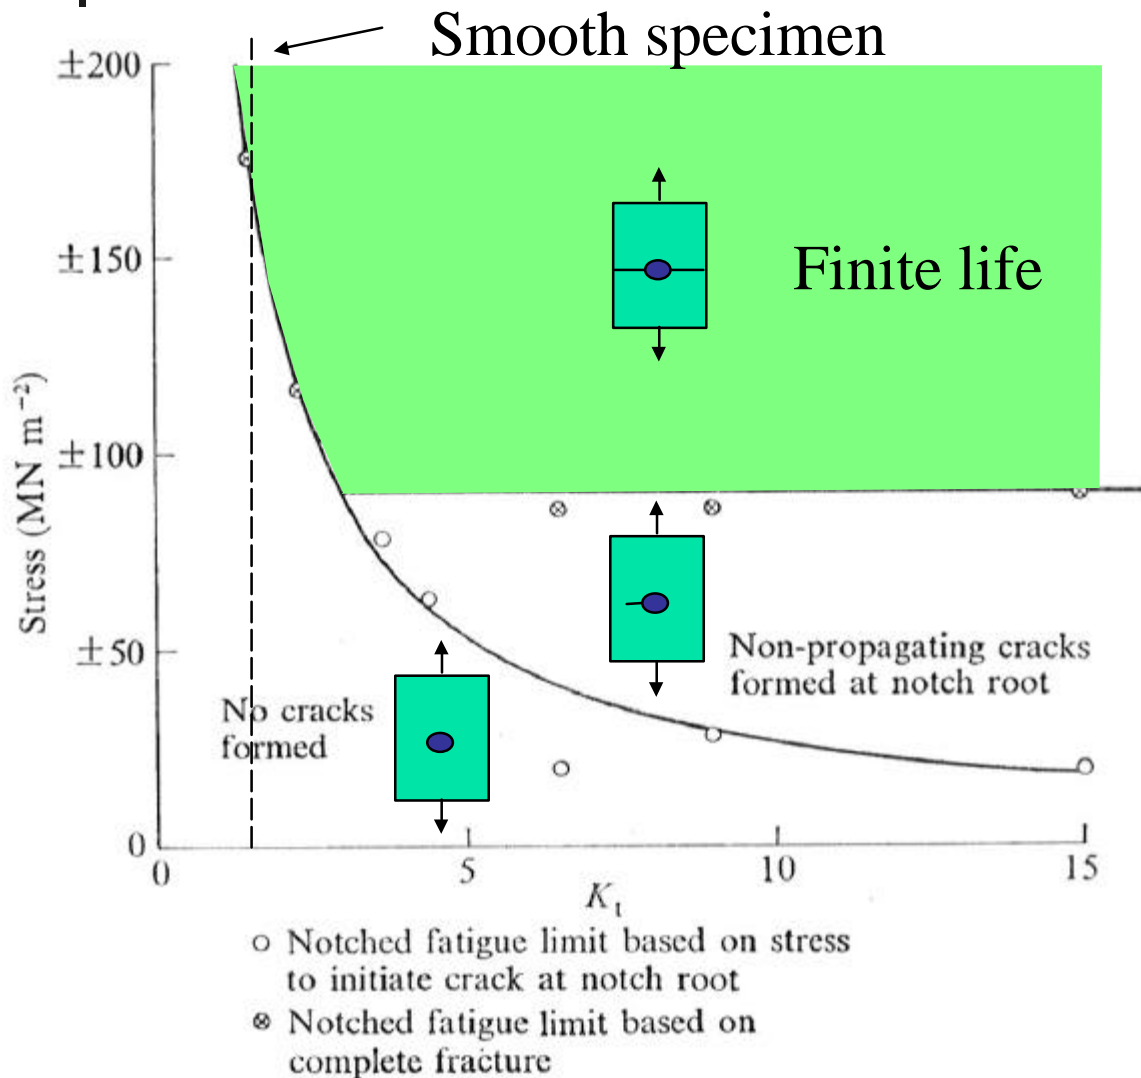 Smooth specimen
±200
±150
Finite life
±100
Stress (MN m⁻²)
±50
Non-propagating cracks
formed at notch root
No cracks
formed
0
0 5 10 15
Kt
○ Notched fatigue limit based on stress
to initiate crack at notch root
⊗ Notched fatigue limit based on
complete fracture